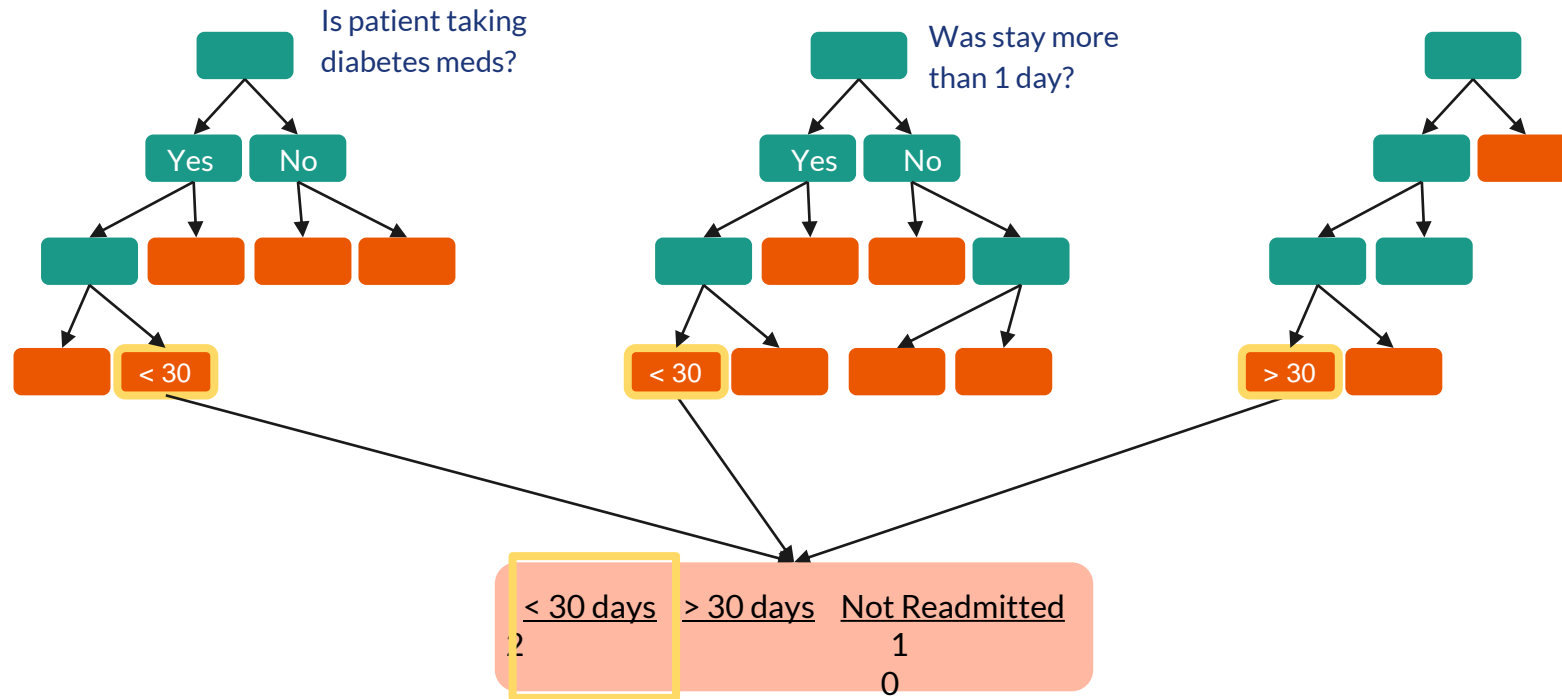 Is patient taking
diabetes meds?
Was stay more
than 1 day?
Yes No
Yes No
< 30
< 30
> 30
< 30 days > 30 days Not Readmitted
2 1
0